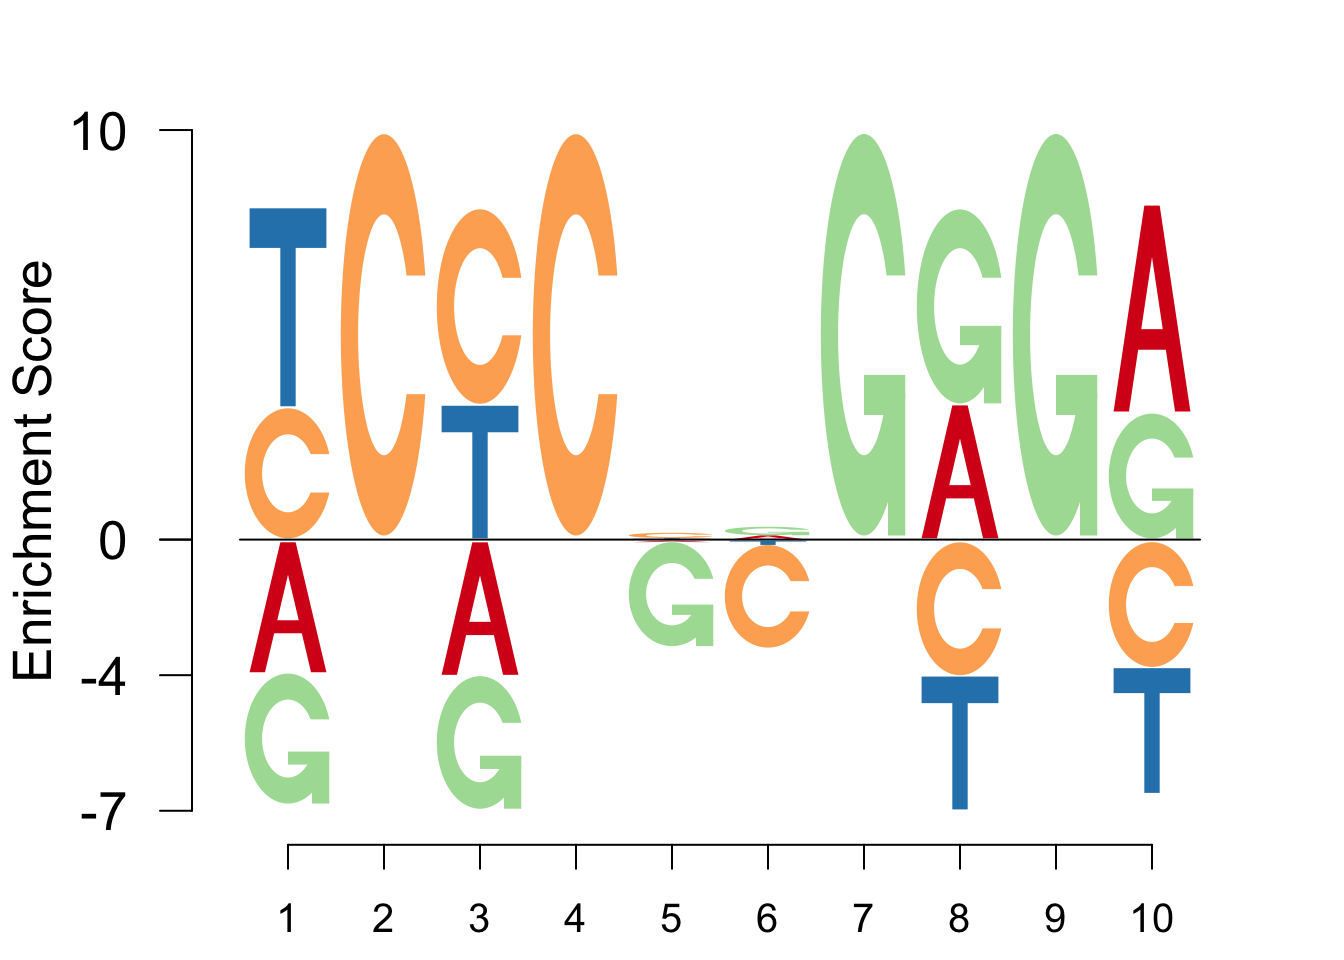 Enrichment Score
10
0
-4
-7
T C C C G G G A
C T A G
A A G C C C
G G T T
1 2 3 4 5 6 7 8 9 10